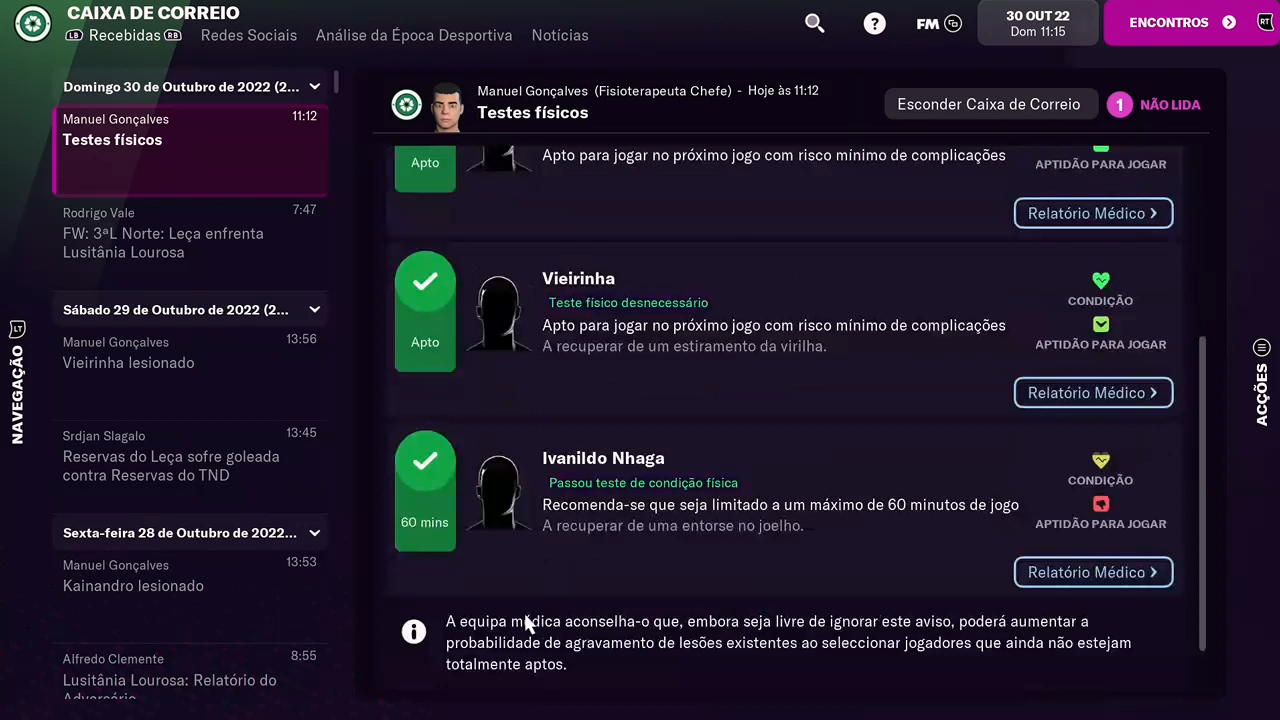 CAIXA DE CORREIO
LB Recebidas RB
Redes Sociais
Análise da Época Desportiva
Notícias
?
FM
30 OUT 22
Dom 11:15
ENCONTROS
RT
Domingo 30 de Outubro de 2022 (2...
Manuel Gonçalves
11:12
Testes físicos
Rodrigo Vale
7:47
FW: 3ªL Norte: Leça enfrenta
Lusitânia Lourosa
Sábado 29 de Outubro de 2022 (2...
Manuel Gonçalves
13:56
Vieirinha lesionado
Srdjan Slagalo
13:45
Reservas do Leça sofre goleada
contra Reservas do TND
Sexta-feira 28 de Outubro de 2022...
Manuel Gonçalves
13:53
Kainandro lesionado
Alfredo Clemente
8:55
Lusitânia Lourosa: Relatório do
Adversário
LT
NAVEGAÇÃO
Manuel Gonçalves (Fisioterapeuta Chefe) - Hoje às 11:12
Testes físicos
Esconder Caixa de Correio
1 NÃO LIDA
Apto
Apto para jogar no próximo jogo com risco mínimo de complicações
APTIDÃO PARA JOGAR
Relatório Médico
Apto
Vieirinha
Teste físico desnecessário
Apto para jogar no próximo jogo com risco mínimo de complicações
A recuperar de um estiramento da virilha.
CONDIÇÃO
APTIDÃO PARA JOGAR
Relatório Médico
60 mins
Ivanildo Nhaga
Passou teste de condição física
Recomenda-se que seja limitado a um máximo de 60 minutos de jogo
A recuperar de uma entorse no joelho.
CONDIÇÃO
APTIDÃO PARA JOGAR
Relatório Médico
A equipa médica aconselha-o que, embora seja livre de ignorar este aviso, poderá aumentar a
probabilidade de agravamento de lesões existentes ao seleccionar jogadores que ainda não estejam
totalmente aptos.
ACÇÕES